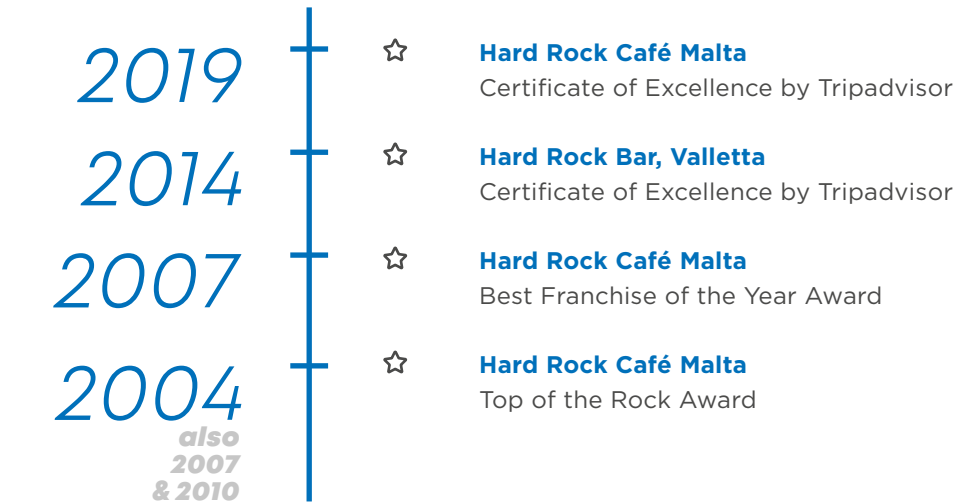 2019
Hard Rock Café Malta
Certificate of Excellence by Tripadvisor
2014
Hard Rock Bar, Valletta
Certificate of Excellence by Tripadvisor
2007
Hard Rock Café Malta
Best Franchise of the Year Award
2004
also
2007
& 2010
Hard Rock Café Malta
Top of the Rock Award